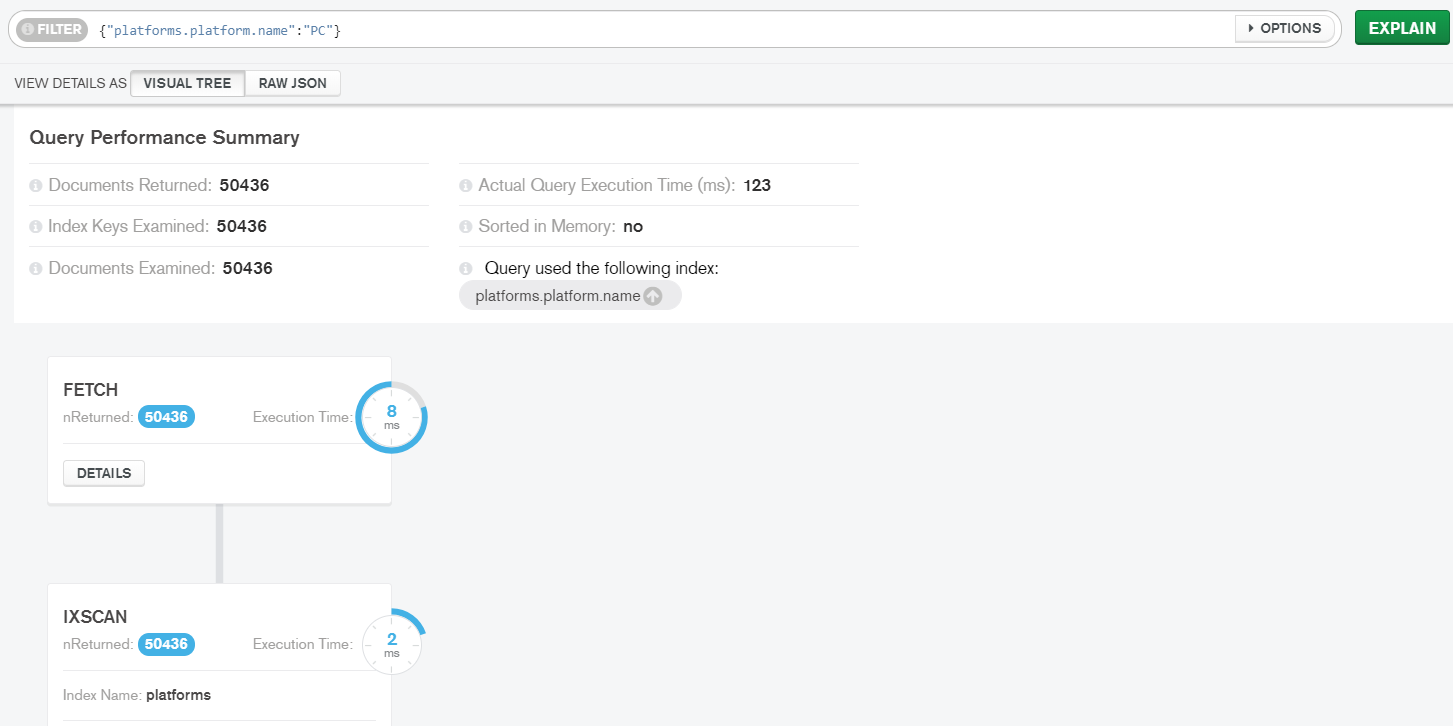 FILTER {"platforms.platform.name":"PC"} OPTIONS EXPLAIN
VIEW DETAILS AS VISUAL TREE RAW JSON
Query Performance Summary
Documents Returned: 50436 Actual Query Execution Time (ms): 123
Index Keys Examined: 50436 Sorted in Memory: no
Documents Examined: 50436 Query used the following index:
platforms.platform.name
FETCH
nReturned: 50436 Execution Time: 8 ms
DETAILS
IXSCAN
nReturned: 50436 Execution Time: 2 ms
Index Name: platforms